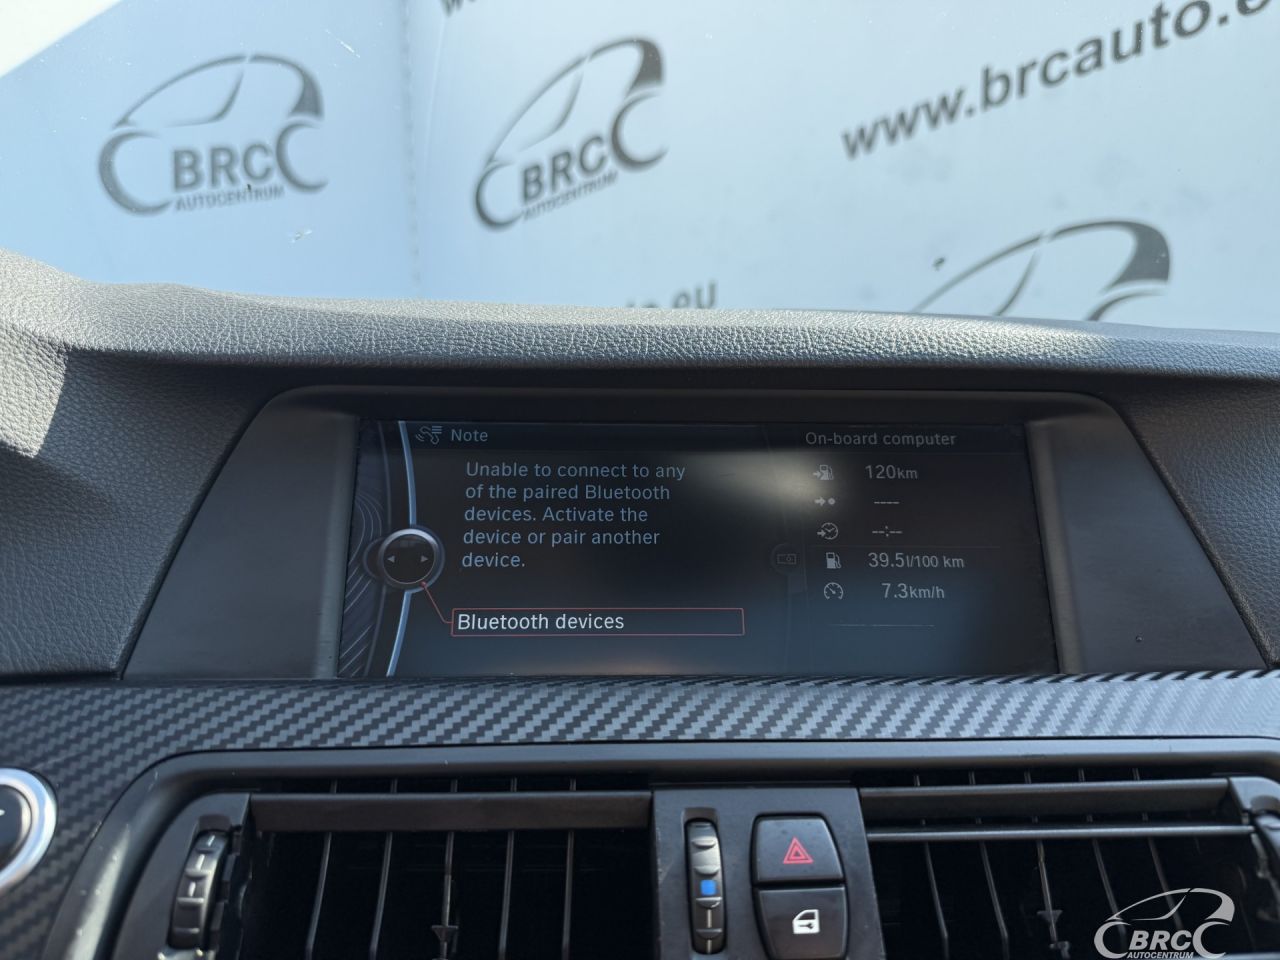 BRC
AUTOCENTRUM
BRC
AUTOCENTRUM
www.brcauto.e
.eu
Note
Unable to connect to any
of the paired Bluetooth
devices. Activate the
device or pair another
device.
Bluetooth devices
On-board computer
120km
----
--:--
39.5l/100 km
7.3km/h
BRC
AUTOCENTRUM